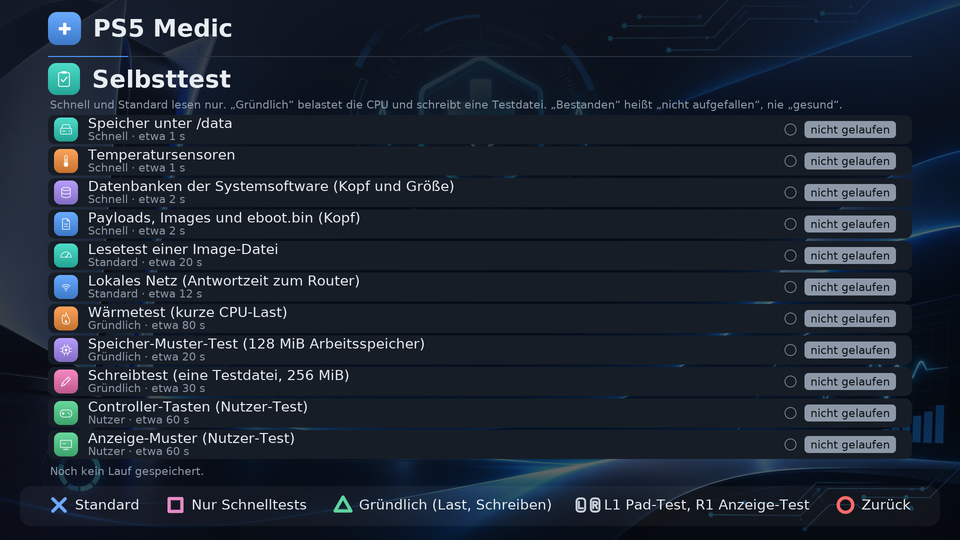 PS5 Medic
Selbsttest
Schnell und Standard lesen nur. „Gründlich“ belastet die CPU und schreibt eine Testdatei. „Bestanden“ heißt „nicht aufgefallen“, nie „gesund“.
Speicher unter /data
Schnell · etwa 1 s
nicht gelaufen
Temperatursensoren
Schnell · etwa 1 s
nicht gelaufen
Datenbanken der Systemsoftware (Kopf und Größe)
Schnell · etwa 2 s
nicht gelaufen
Payloads, Images und eboot.bin (Kopf)
Schnell · etwa 2 s
nicht gelaufen
Lesetest einer Image-Datei
Standard · etwa 20 s
nicht gelaufen
Lokales Netz (Antwortzeit zum Router)
Standard · etwa 12 s
nicht gelaufen
Wärmetest (kurze CPU-Last)
Gründlich · etwa 80 s
nicht gelaufen
Speicher-Muster-Test (128 MiB Arbeitsspeicher)
Gründlich · etwa 20 s
nicht gelaufen
Schreibtest (eine Testdatei, 256 MiB)
Gründlich · etwa 30 s
nicht gelaufen
Controller-Tasten (Nutzer-Test)
Nutzer · etwa 60 s
nicht gelaufen
Anzeige-Muster (Nutzer-Test)
Nutzer · etwa 60 s
nicht gelaufen
Noch kein Lauf gespeichert.
Standard
Nur Schnelltests
Gründlich (Last, Schreiben)
L R L1 Pad-Test, R1 Anzeige-Test
Zurück